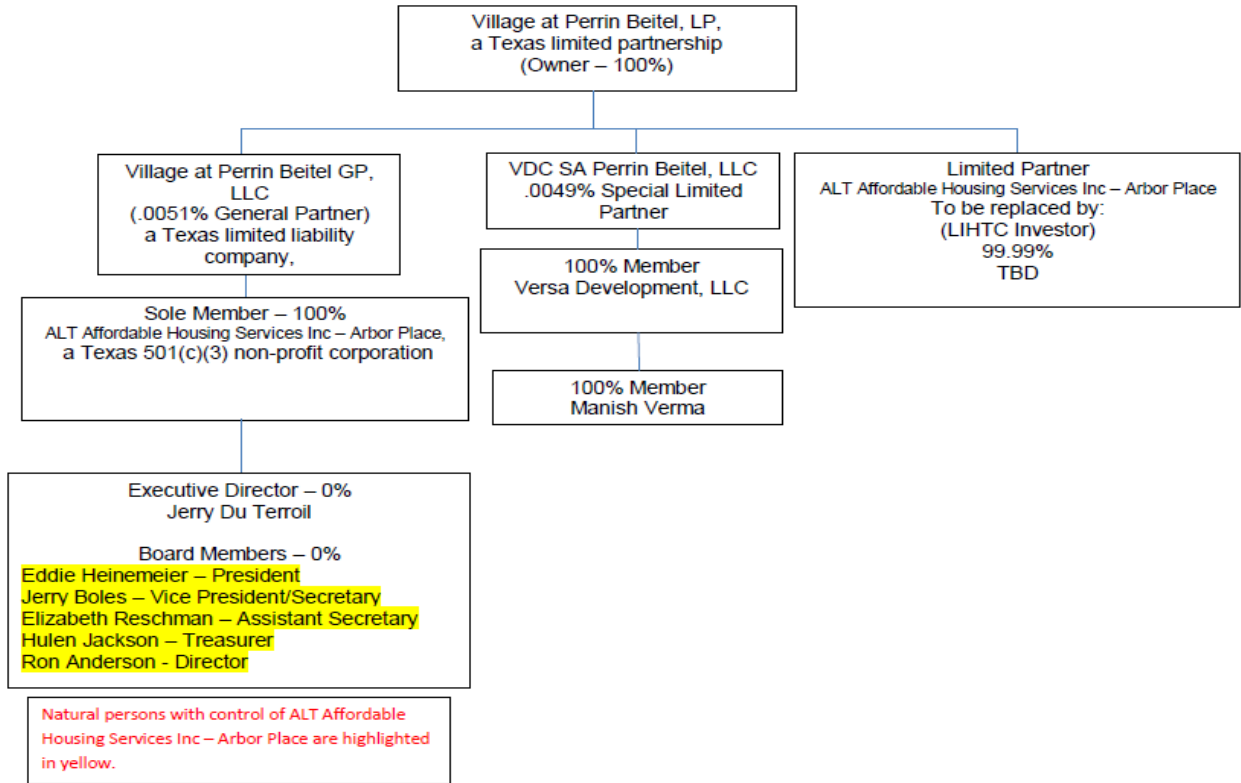 Village at Perrin Beitel, LP,
a Texas limited partnership
(Owner – 100%)
Village at Perrin Beitel GP,
LLC
(.0051% General Partner)
a Texas limited liability
company,
VDC SA Perrin Beitel, LLC
.0049% Special Limited
Partner
Limited Partner
ALT Affordable Housing Services Inc – Arbor Place
To be replaced by:
(LIHTC Investor)
99.99%
TBD
Sole Member – 100%
ALT Affordable Housing Services Inc – Arbor Place,
a Texas 501(c)(3) non-profit corporation
100% Member
Versa Development, LLC
100% Member
Manish Verma
Executive Director – 0%
Jerry Du Terroil
Board Members – 0%
Eddie Heinemeier – President
Jerry Boles – Vice President/Secretary
Elizabeth Reschman – Assistant Secretary
Hulen Jackson – Treasurer
Ron Anderson - Director
Natural persons with control of ALT Affordable
Housing Services Inc – Arbor Place are highlighted
in yellow.